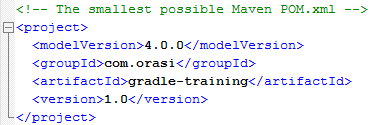 <!-- The smallest possible Maven POM.xml -->
<project>
<modelVersion>4.0.0</modelVersion>
<groupId>com.orasi</groupId>
<artifactId>gradle-training</artifactId>
<version>1.0</version>
</project>